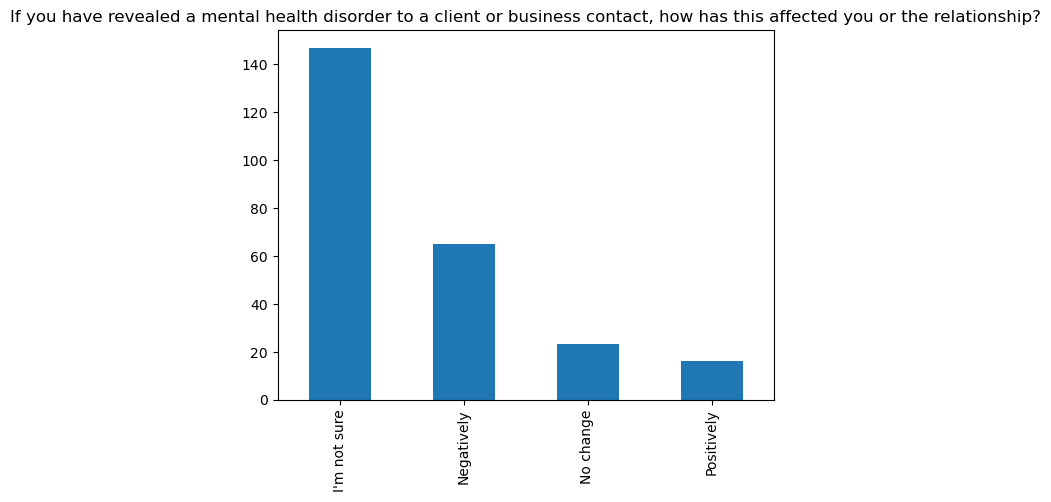 If you have revealed a mental health disorder to a client or business contact, how has this affected you or the relationship?
140
120
100
80
60
40
20
0
I'm not sure
Negatively
No change
Positively